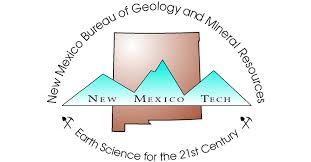 New Mexico Bureau of Geology and Mineral Resources
New Mexico Tech
Earth Science for the 21st Century